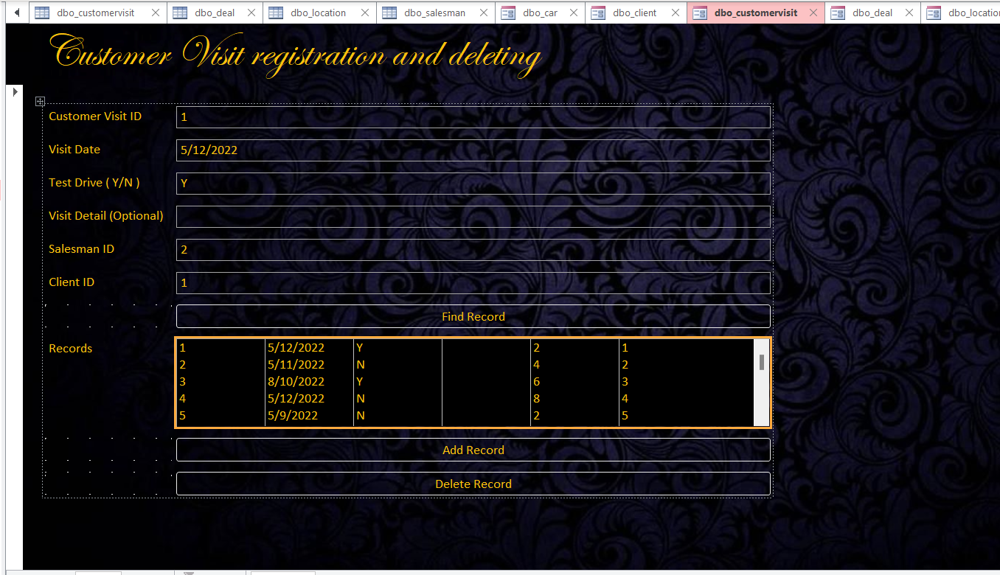 dbo_customervisit dbo_deal dbo_location dbo_salesman dbo_car dbo_client dbo_customervisit dbo_deal dbo_location
Customer Visit registration and deleting
Customer Visit ID 1
Visit Date 5/12/2022
Test Drive ( Y/N ) Y
Visit Detail (Optional)
Salesman ID 2
Client ID 1
Find Record
Records 1 5/12/2022 Y 2 1
2 5/11/2022 N 4 2
3 8/10/2022 Y 6 3
4 5/12/2022 N 8 4
5 5/9/2022 N 2 5
Add Record
Delete Record